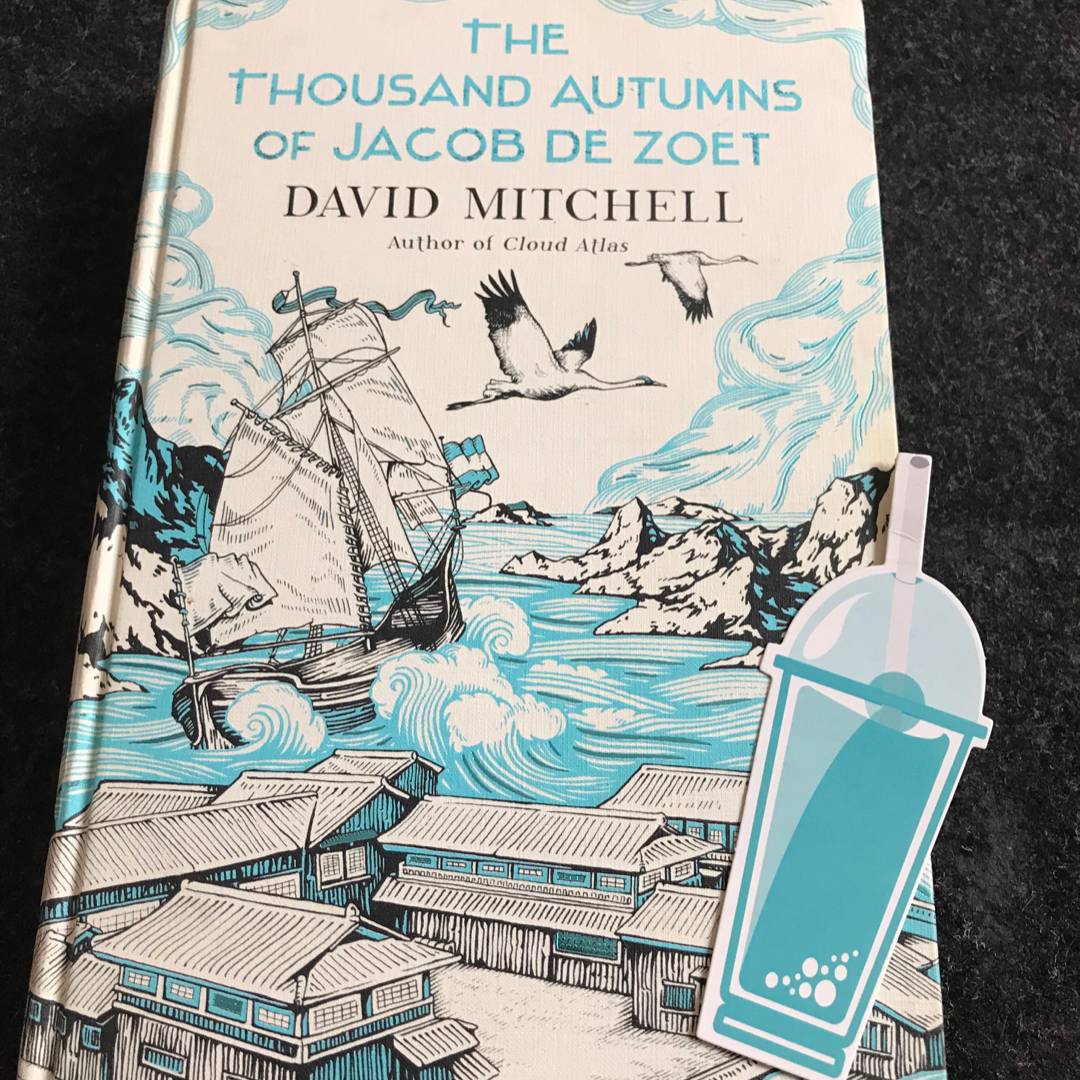 THE
THOUSAND AUTUMNS
OF JACOB DE ZOET
DAVID MITCHELL
Author of Cloud Atlas